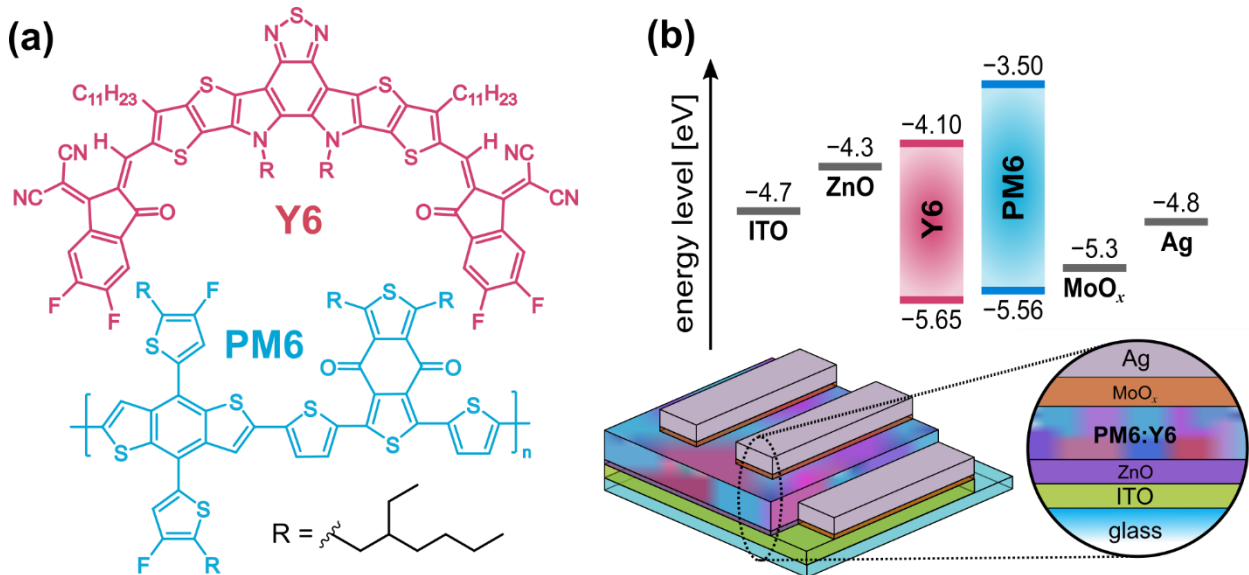 (a)
N
S
N
C₁₁H₂₃
S
S
C₁₁H₂₃
H
S
N
N
S
H
R
R
CN
CN
O
NC
NC
O
Y6
F
F
F
F
R
F
S
R
S
R
PM6
O
O
S
S
S
S
S
n
S
F
R
R =
(b)
energy level [eV]
−4.7
ITO
−4.3
ZnO
−4.10
Y6
−5.65
−3.50
PM6
−5.56
−5.3
MoOₓ
−4.8
Ag
Ag
MoOₓ
PM6:Y6
ZnO
ITO
glass